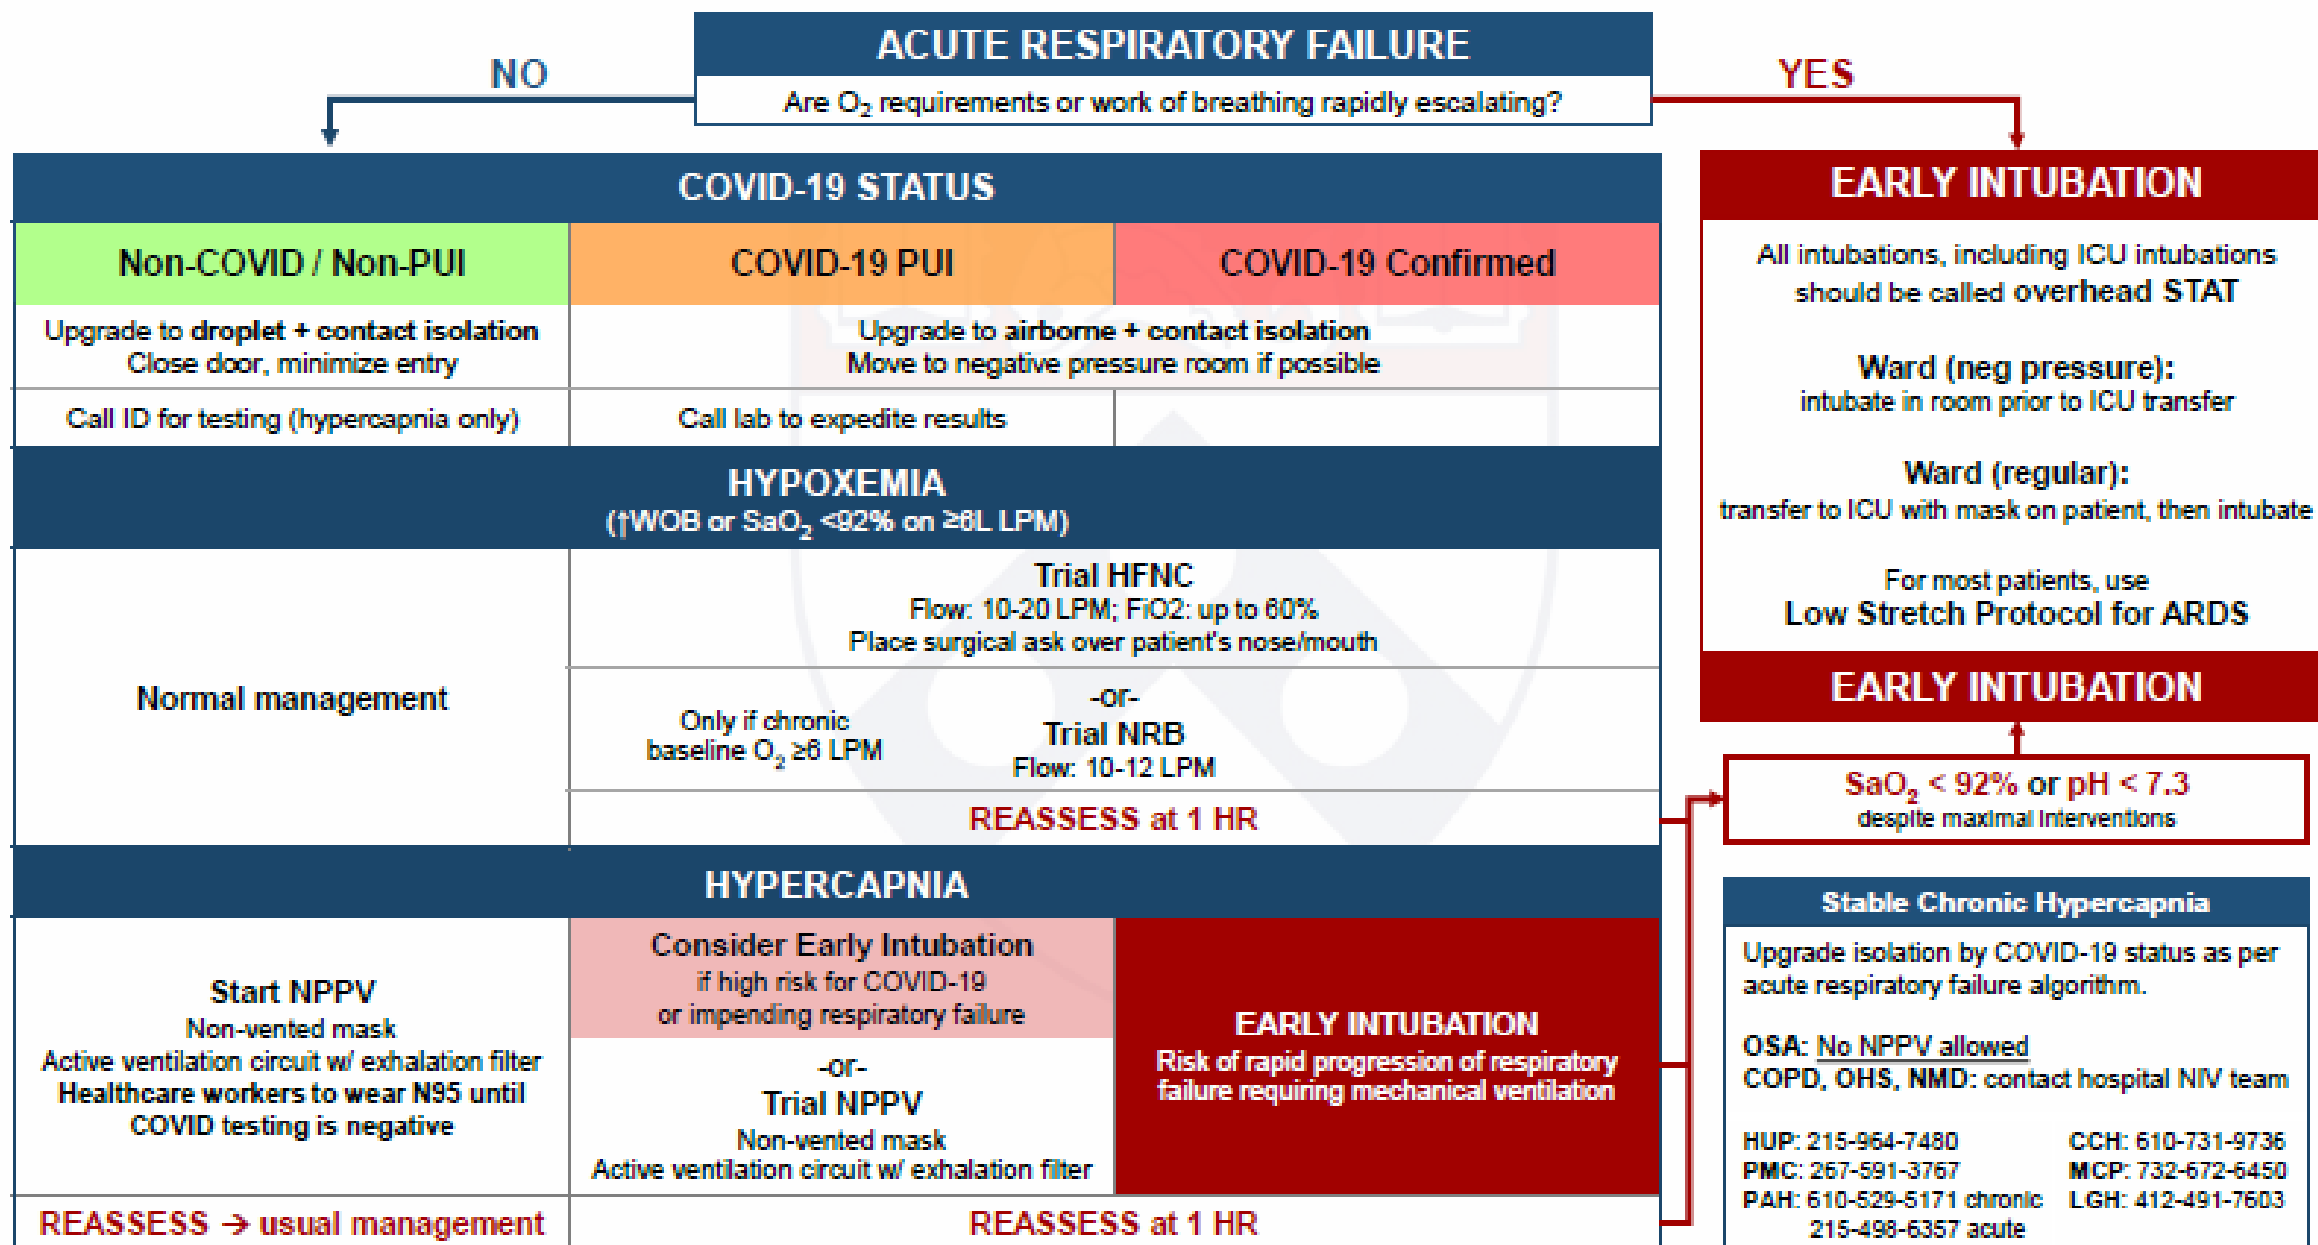 ACUTE RESPIRATORY FAILURE
Are O₂ requirements or work of breathing rapidly escalating?
NO
YES
COVID-19 STATUS
Non-COVID / Non-PUI
COVID-19 PUI
COVID-19 Confirmed
Upgrade to droplet + contact isolation
Close door, minimize entry
Upgrade to airborne + contact isolation
Move to negative pressure room if possible
Call ID for testing (hypercapnia only)
Call lab to expedite results
HYPOXEMIA
(↑WOB or SaO₂ <92% on ≥6L LPM)
Normal management
Trial HFNC
Flow: 10-20 LPM; FiO2: up to 60%
Place surgical ask over patient's nose/mouth
Only if chronic
baseline O₂ ≥6 LPM
-or-
Trial NRB
Flow: 10-12 LPM
REASSESS at 1 HR
HYPERCAPNIA
Start NPPV
Non-vented mask
Active ventilation circuit w/ exhalation filter
Healthcare workers to wear N95 until
COVID testing is negative
Consider Early Intubation
if high risk for COVID-19
or impending respiratory failure
-or-
Trial NPPV
Non-vented mask
Active ventilation circuit w/ exhalation filter
EARLY INTUBATION
Risk of rapid progression of respiratory
failure requiring mechanical ventilation
REASSESS → usual management
REASSESS at 1 HR
EARLY INTUBATION
All intubations, including ICU intubations
should be called overhead STAT
Ward (neg pressure):
intubate in room prior to ICU transfer
Ward (regular):
transfer to ICU with mask on patient, then intubate
For most patients, use
Low Stretch Protocol for ARDS
EARLY INTUBATION
SaO₂ < 92% or pH < 7.3
despite maximal interventions
Stable Chronic Hypercapnia
Upgrade isolation by COVID-19 status as per
acute respiratory failure algorithm.
OSA: No NPPV allowed
COPD, OHS, NMD: contact hospital NIV team
HUP: 215-964-7480 CCH: 610-731-9736
PMC: 267-591-3767 MCP: 732-672-6450
PAH: 610-529-5171 chronic LGH: 412-491-7603
215-498-6357 acute